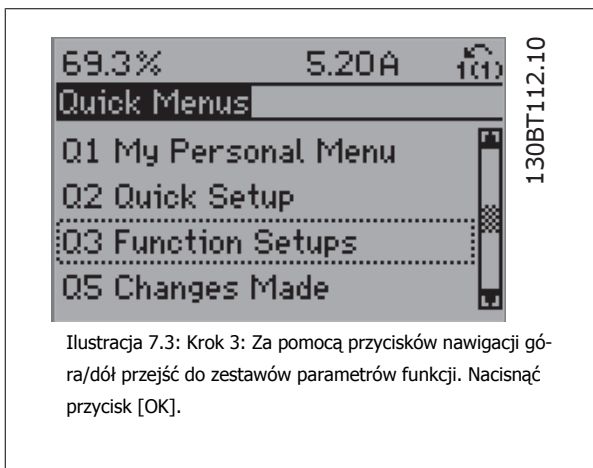 69.3% 5.20A 1(1)
Quick Menus
Q1 My Personal Menu
Q2 Quick Setup
Q3 Function Setups
Q5 Changes Made
130BT112.10
Ilustracja 7.3: Krok 3: Za pomocą przycisków nawigacji gó-
ra/dół przejść do zestawów parametrów funkcji. Nacisnąć
przycisk [OK].